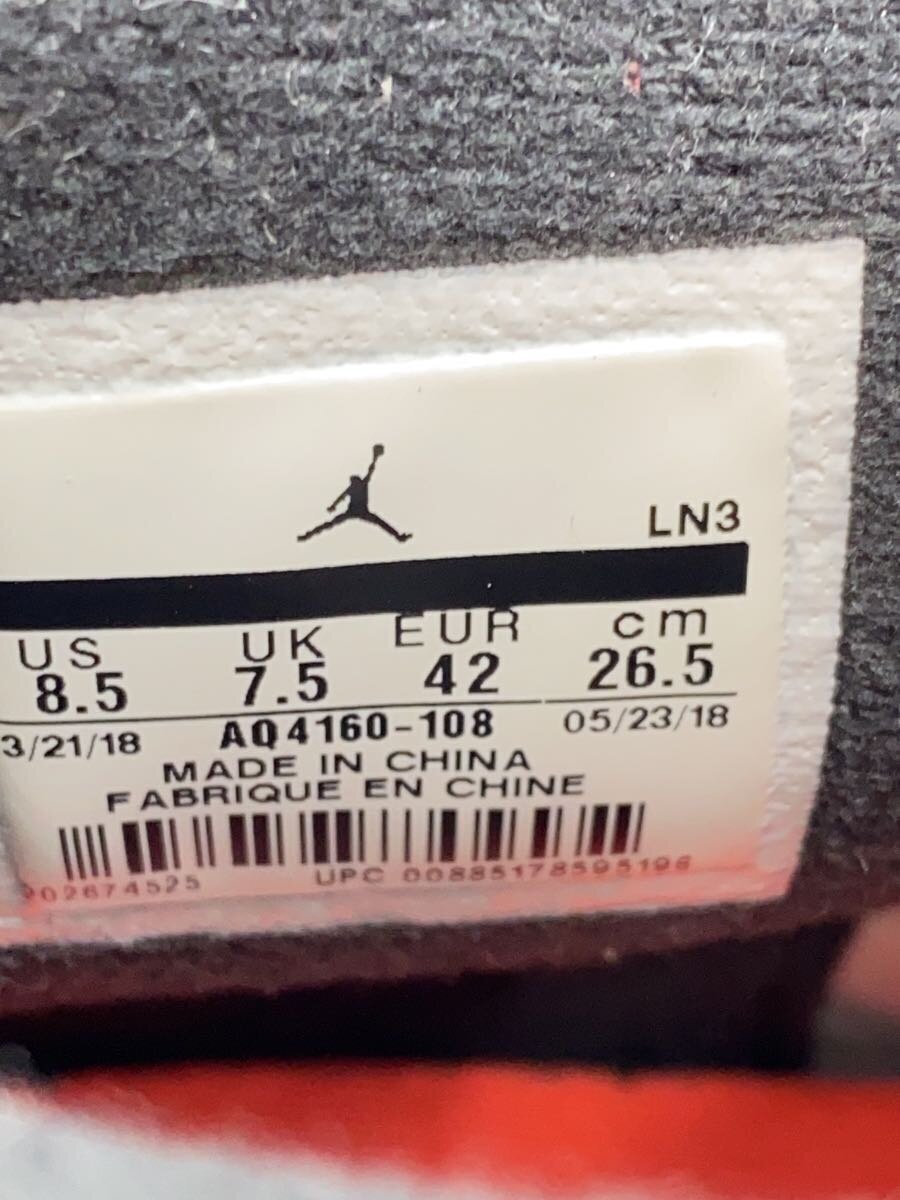 LN3
US UK EUR cm
8.5 7.5 42 26.5
3/21/18 AQ4160-108 05/23/18
MADE IN CHINA
FABRIQUE EN CHINE
202674525 UPC 00885178595196